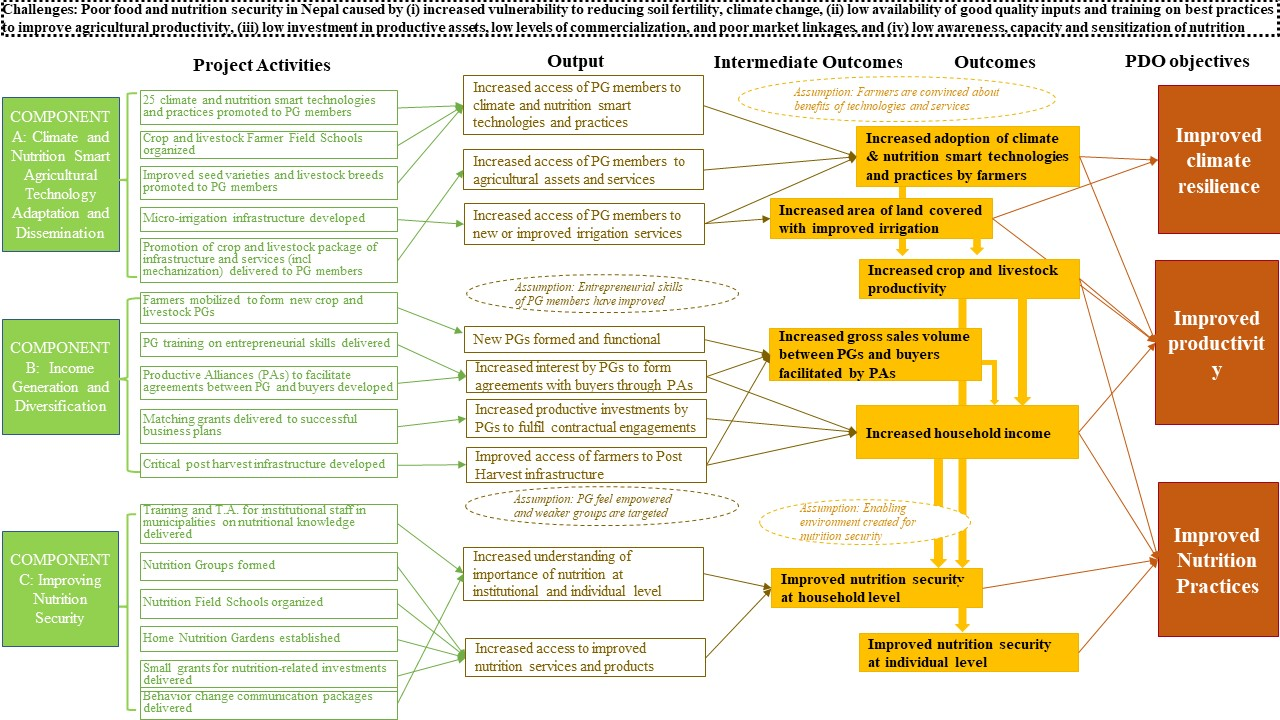 Challenges: Poor food and nutrition security in Nepal caused by (i) increased vulnerability to reducing soil fertility, climate change, (ii) low availability of good quality inputs and training on best practices
to improve agricultural productivity, (iii) low investment in productive assets, low levels of commercialization, and poor market linkages, and (iv) low awareness, capacity and sensitization of nutrition
Project Activities
Output
Intermediate Outcomes
Outcomes
PDO objectives
COMPONENT
A: Climate and
Nutrition Smart
Agricultural
Technology
Adaptation and
Dissemination
25 climate and nutrition smart technologies
and practices promoted to PG members
Crop and livestock Farmer Field Schools
organized
Improved seed varieties and livestock breeds
promoted to PG members
Micro-irrigation infrastructure developed
Promotion of crop and livestock package of
infrastructure and services (incl
mechanization) delivered to PG members
Increased access of PG members to
climate and nutrition smart
technologies and practices
Increased access of PG members to
agricultural assets and services
Increased access of PG members to
new or improved irrigation services
Assumption: Farmers are convinced about
benefits of technologies and services
Increased adoption of climate
& nutrition smart technologies
and practices by farmers
Increased area of land covered
with improved irrigation
Increased crop and livestock
productivity
Improved
climate
resilience
COMPONENT
B: Income
Generation and
Diversification
Farmers mobilized to form new crop and
livestock PGs
PG training on entrepreneurial skills delivered
Productive Alliances (PAs) to facilitate
agreements between PG and buyers developed
Matching grants delivered to successful
business plans
Critical post harvest infrastructure developed
Assumption: Entrepreneurial skills
of PG members have improved
New PGs formed and functional
Increased interest by PGs to form
agreements with buyers through PAs
Increased productive investments by
PGs to fulfil contractual engagements
Improved access of farmers to Post
Harvest infrastructure
Increased gross sales volume
between PGs and buyers
facilitated by PAs
Increased household income
Improved
productivit
y
COMPONENT
C: Improving
Nutrition
Security
Training and T.A. for institutional staff in
municipalities on nutritional knowledge
delivered
Nutrition Groups formed
Nutrition Field Schools organized
Home Nutrition Gardens established
Small grants for nutrition-related investments
delivered
Behavior change communication packages
delivered
Assumption: PG feel empowered
and weaker groups are targeted
Increased understanding of
importance of nutrition at
institutional and individual level
Increased access to improved
nutrition services and products
Assumption: Enabling
environment created for
nutrition security
Improved nutrition security
at household level
Improved nutrition security
at individual level
Improved
Nutrition
Practices